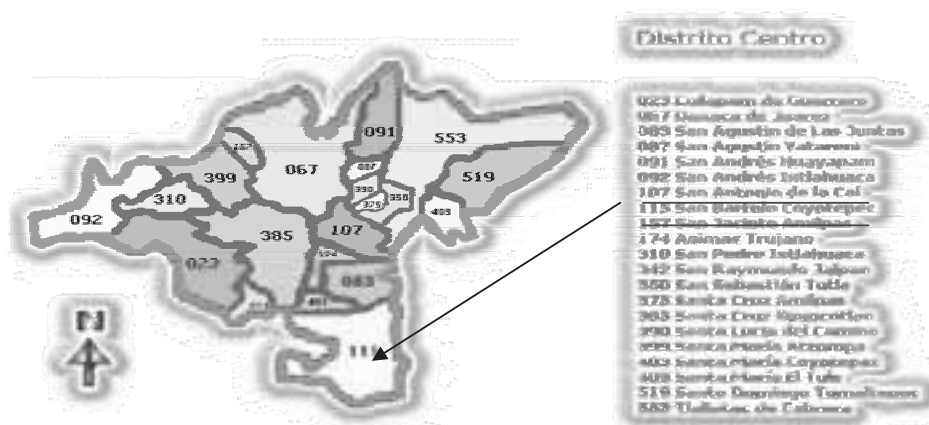 Distrito Centro
023 Cuilapam de Guerrero
067 Oaxaca de Juarez
083 San Agustin de Las Juntas
087 San Agustin Yatareni
091 San Andrés Huayapam
092 San Andrés Ixtlahuaca
107 San Antonio de la Cal
115 San Bartolo Coyotepec
157 San Jacinto Amilpas
174 Animas Trujano
310 San Pedro Ixtlahuaca
342 San Raymundo Jalpan
350 San Sebastián Tutla
375 Santa Cruz Amilpas
385 Santa Cruz Xoxocotlan
390 Santa Lucia del Camino
399 Santa María Atzompa
403 Santa María Coyotepec
409 Santa María El Tule
519 Santo Domingo Tomaltepec
553 Tlalixtac de Cabrera
091
553
067
519
399
310
092
107
385
023
083
115
N